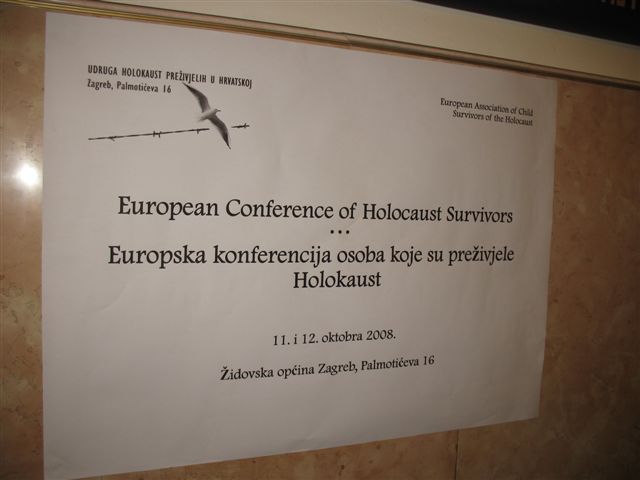 UDRUGA HOLOKAUST PREŽIVJELIH U HRVATSKOJ
Zagreb, Palmotićeva 16
European Association of Child
Survivors of the Holocaust
European Conference of Holocaust Survivors
•••
Europska konferencija osoba koje su preživjele
Holokaust
11. i 12. oktobra 2008.
Židovska općina Zagreb, Palmotićeva 16